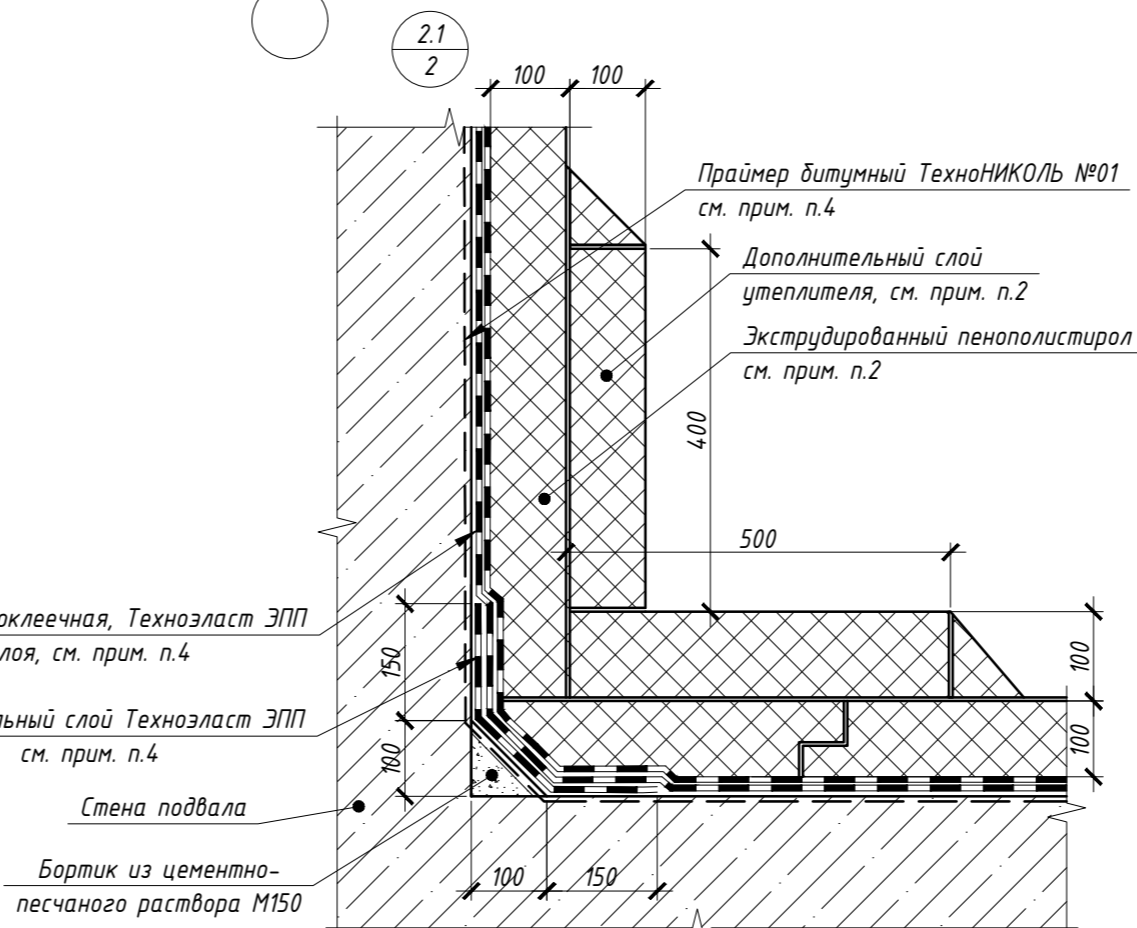 2.1
2
100
100
Праймер битумный ТехноНИКОЛЬ №01
см. прим. п.4
Дополнительный слой
утеплителя, см. прим. п.2
Экструдированный пенополистирол
см. прим. п.2
400
500
оклеечная, Техноэласт ЭПП
лоя, см. прим. п.4
150
100
льный слой Техноэласт ЭПП
см. прим. п.4
100
100
Стена подвала
Бортик из цементно-
песчаного раствора М150
100
150